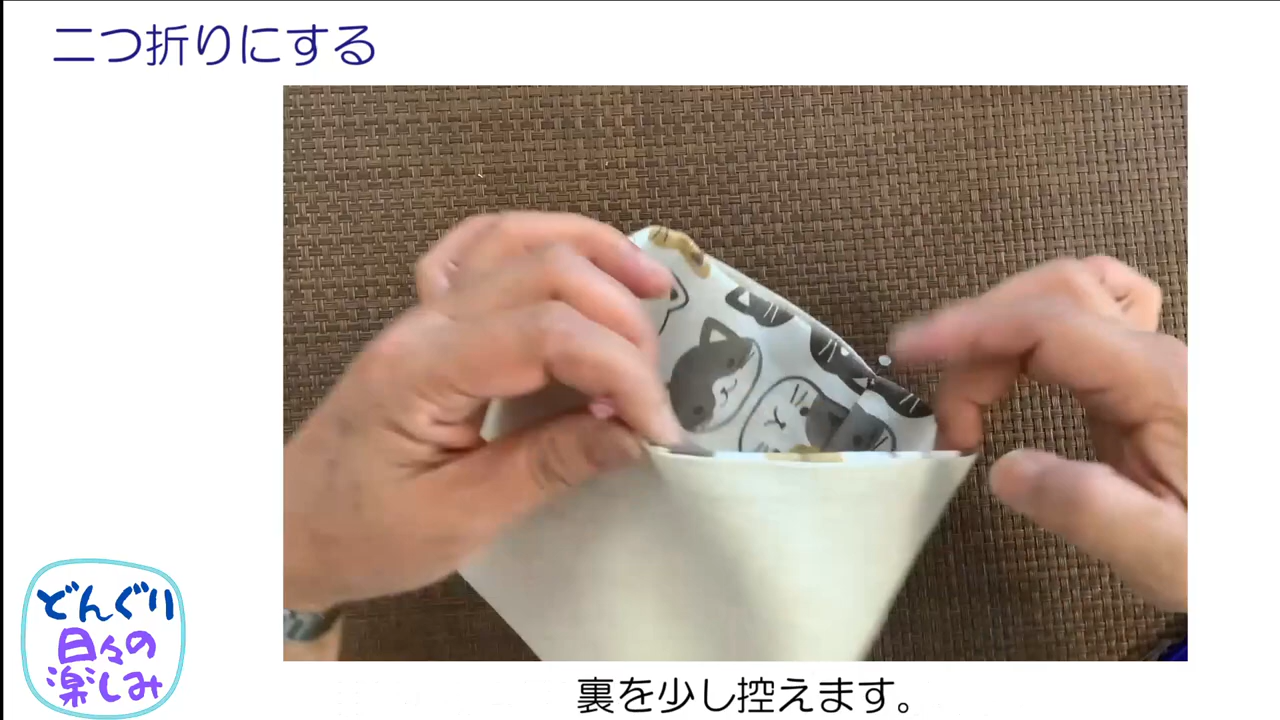 二つ折りにする
どんぐり
日々の
楽しみ
裏を少し控えます。